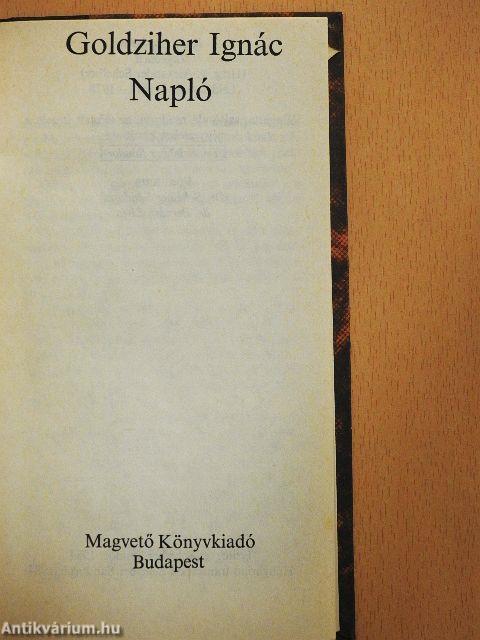 Goldziher Ignác
Napló
Magvető Könyvkiadó
Budapest
Antikvárium.hu